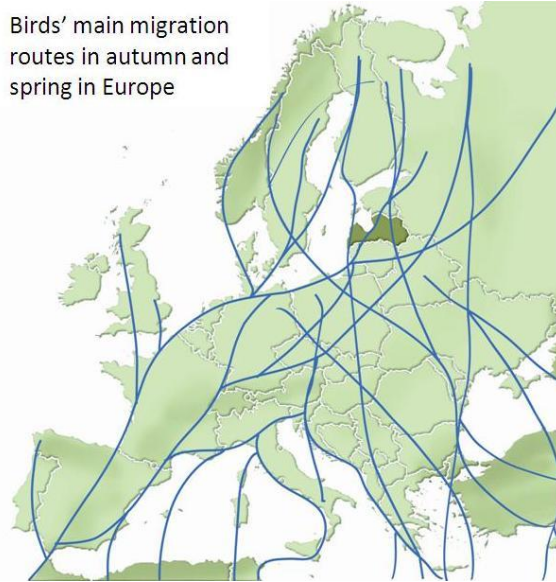 Birds’ main migration
routes in autumn and
spring in Europe